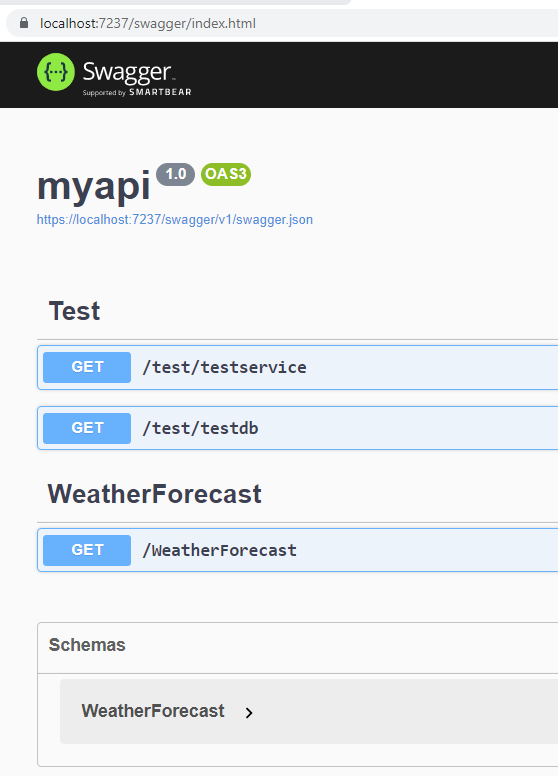 localhost:7237/swagger/index.html
{···} Swagger™
Supported by SMARTBEAR
myapi 1.0 OAS3
https://localhost:7237/swagger/v1/swagger.json
Test
GET /test/testservice
GET /test/testdb
WeatherForecast
GET /WeatherForecast
Schemas
WeatherForecast